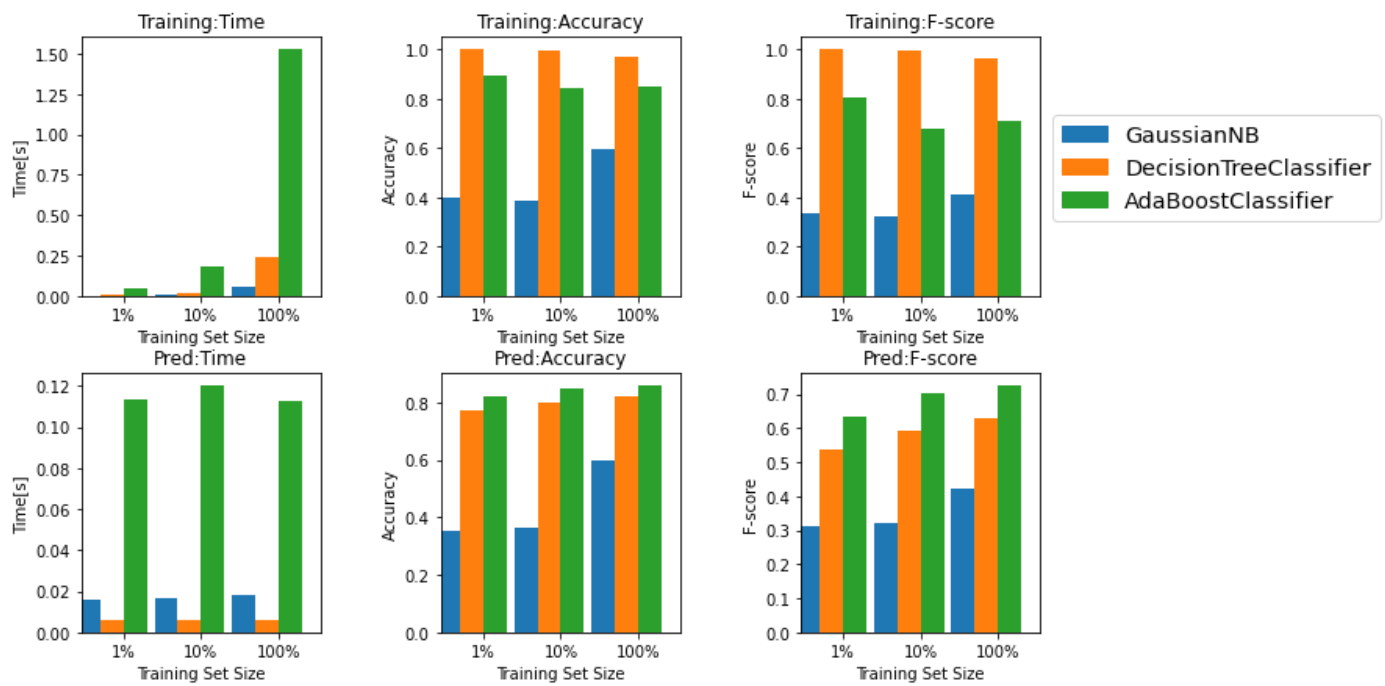 Training:Time
1.50
1.25
1.00
0.75
0.50
0.25
0.00
Time[s]
1% 10% 100%
Training Set Size
Training:Accuracy
1.0
0.8
0.6
0.4
0.2
0.0
Accuracy
1% 10% 100%
Training Set Size
Training:F-score
1.0
0.8
0.6
0.4
0.2
0.0
F-score
1% 10% 100%
Training Set Size
GaussianNB
DecisionTreeClassifier
AdaBoostClassifier
Pred:Time
0.12
0.10
0.08
0.06
0.04
0.02
0.00
Time[s]
1% 10% 100%
Training Set Size
Pred:Accuracy
0.8
0.6
0.4
0.2
0.0
Accuracy
1% 10% 100%
Training Set Size
Pred:F-score
0.7
0.6
0.5
0.4
0.3
0.2
0.1
0.0
F-score
1% 10% 100%
Training Set Size